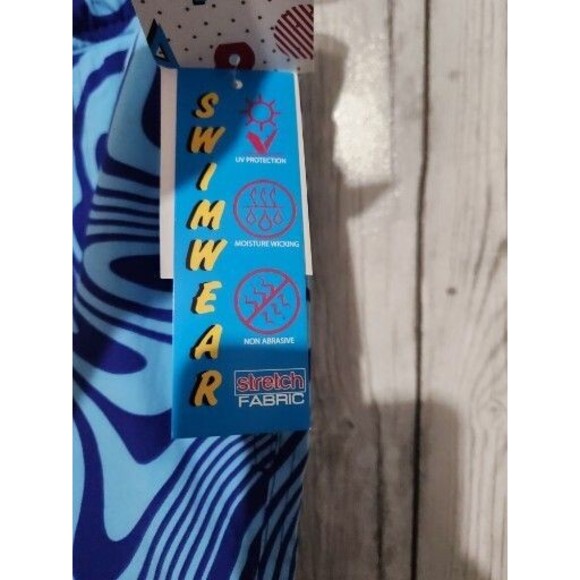 SWIMWEAR
UV PROTECTION
MOISTURE WICKING
NON ABRASIVE
stretch
FABRIC